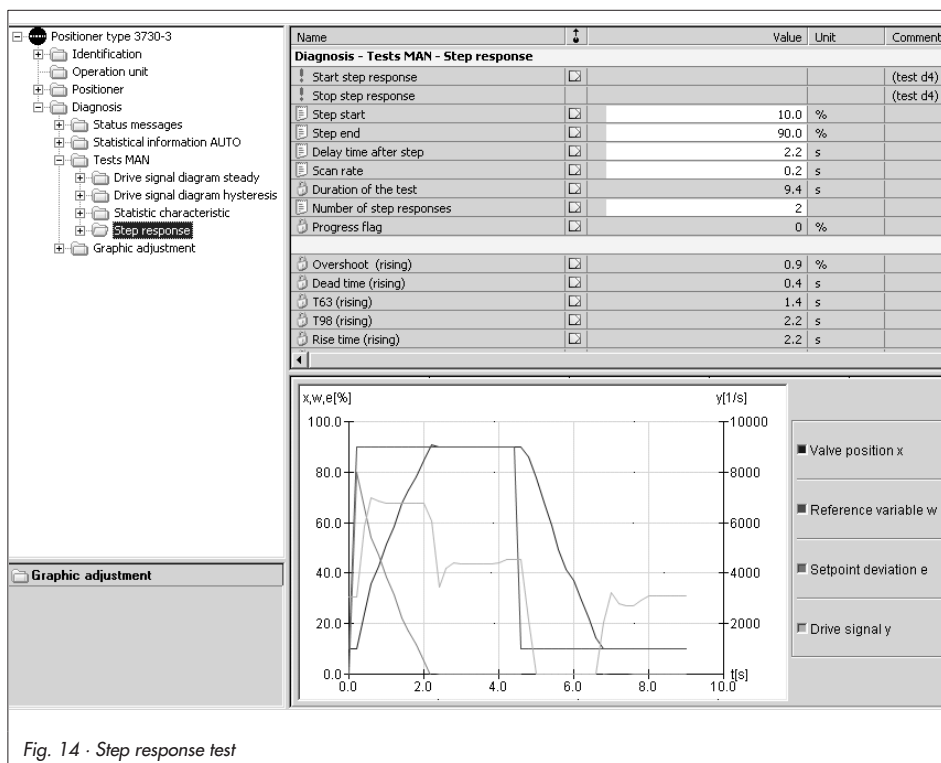 Positioner type 3730-3
Identification
Operation unit
Positioner
Diagnosis
Status messages
Statistical information AUTO
Tests MAN
Drive signal diagram steady
Drive signal diagram hysteresis
Statistic characteristic
Step response
Graphic adjustment
Graphic adjustment
Name Value Unit Comment
Diagnosis - Tests MAN - Step response
Start step response (test d4)
Stop step response (test d4)
Step start 10.0 %
Step end 90.0 %
Delay time after step 2.2 s
Scan rate 0.2 s
Duration of the test 9.4 s
Number of step responses 2
Progress flag 0 %
Overshoot (rising) 0.9 %
Dead time (rising) 0.4 s
T63 (rising) 1.4 s
T98 (rising) 2.2 s
Rise time (rising) 2.2 s
x,w,e[%] y[1/s]
100.0 10000
80.0 8000
60.0 6000
40.0 4000
20.0 2000
0.0 t[s]
0.0 2.0 4.0 6.0 8.0 10.0
Valve position x
Reference variable w
Setpoint deviation e
Drive signal y
Fig. 14 · Step response test